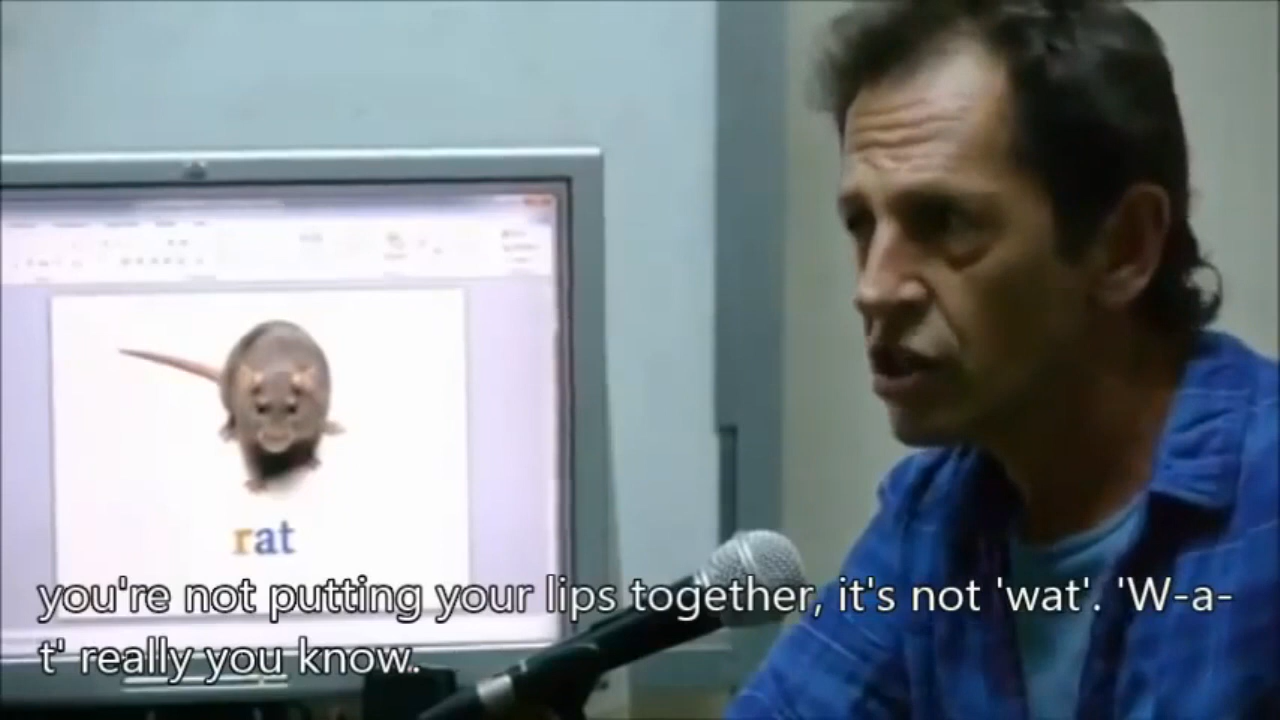 rat
you're not putting your lips together, it's not 'wat'. 'W-a-
t' really you know.